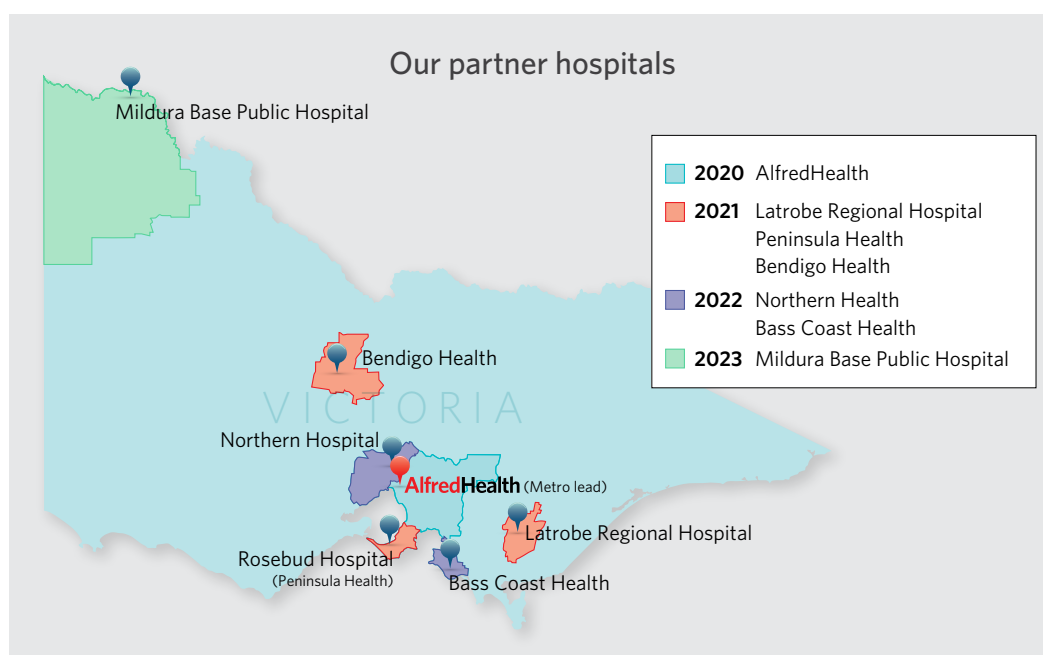 Our partner hospitals
Mildura Base Public Hospital
2020 AlfredHealth
2021 Latrobe Regional Hospital
Peninsula Health
Bendigo Health
2022 Northern Health
Bass Coast Health
2023 Mildura Base Public Hospital
Bendigo Health
VICTORIA
Northern Hospital
AlfredHealth (Metro lead)
Latrobe Regional Hospital
Rosebud Hospital
(Peninsula Health)
Bass Coast Health